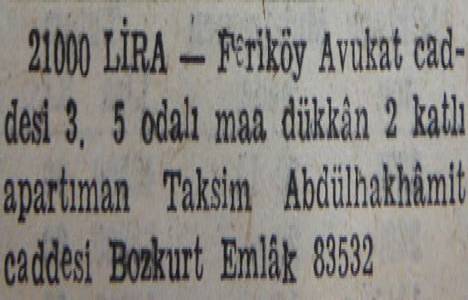 21000 LİRA — Feriköy Avukat cad-
desi 3, 5 odalı maa dükkân 2 katlı
apartıman Taksim Abdülhakhâmit
caddesi Bozkurt Emlâk 83532